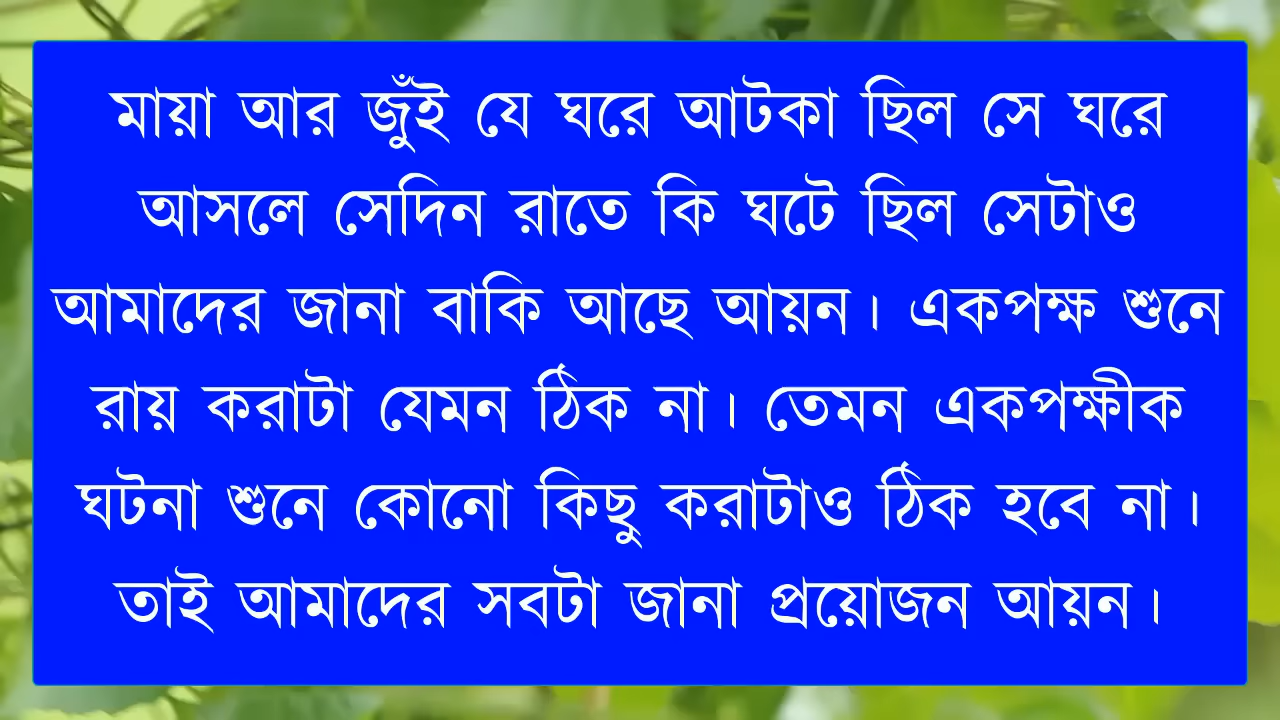 মায়া আর জুঁই যে ঘরে আটকা ছিল সে ঘরে
আসলে সেদিন রাতে কি ঘটে ছিল সেটাও
আমাদের জানা বাকি আছে আয়ন। একপক্ষ শুনে
রায় করাটা যেমন ঠিক না। তেমন একপক্ষীক
ঘটনা শুনে কোনো কিছু করাটাও ঠিক হবে না।
তাই আমাদের সবটা জানা প্রয়োজন আয়ন।